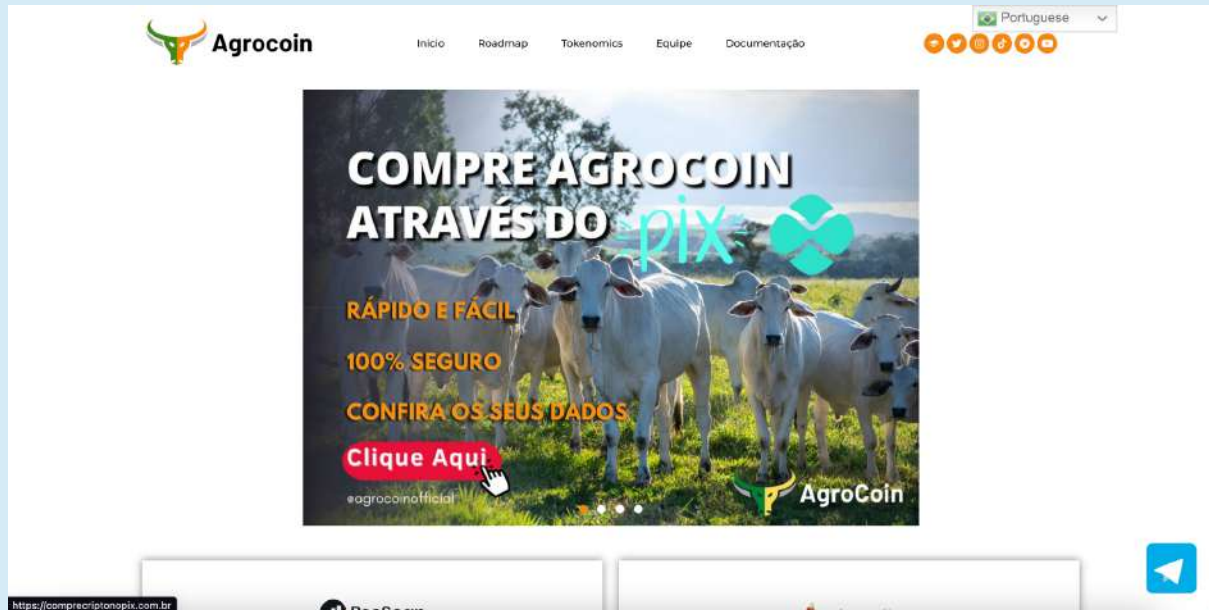 Portuguese
Agrocoin
Inicio
Roadmap
Tokenomics
Equipe
Documentação
COMPRE AGROCOIN
ATRAVÉS DO pix
RÁPIDO E FÁCIL
100% SEGURO
CONFIRA OS SEUS DADOS
Clique Aqui
@agrocoinofficial
AgroCoin
https://comprecriptonopix.com.br